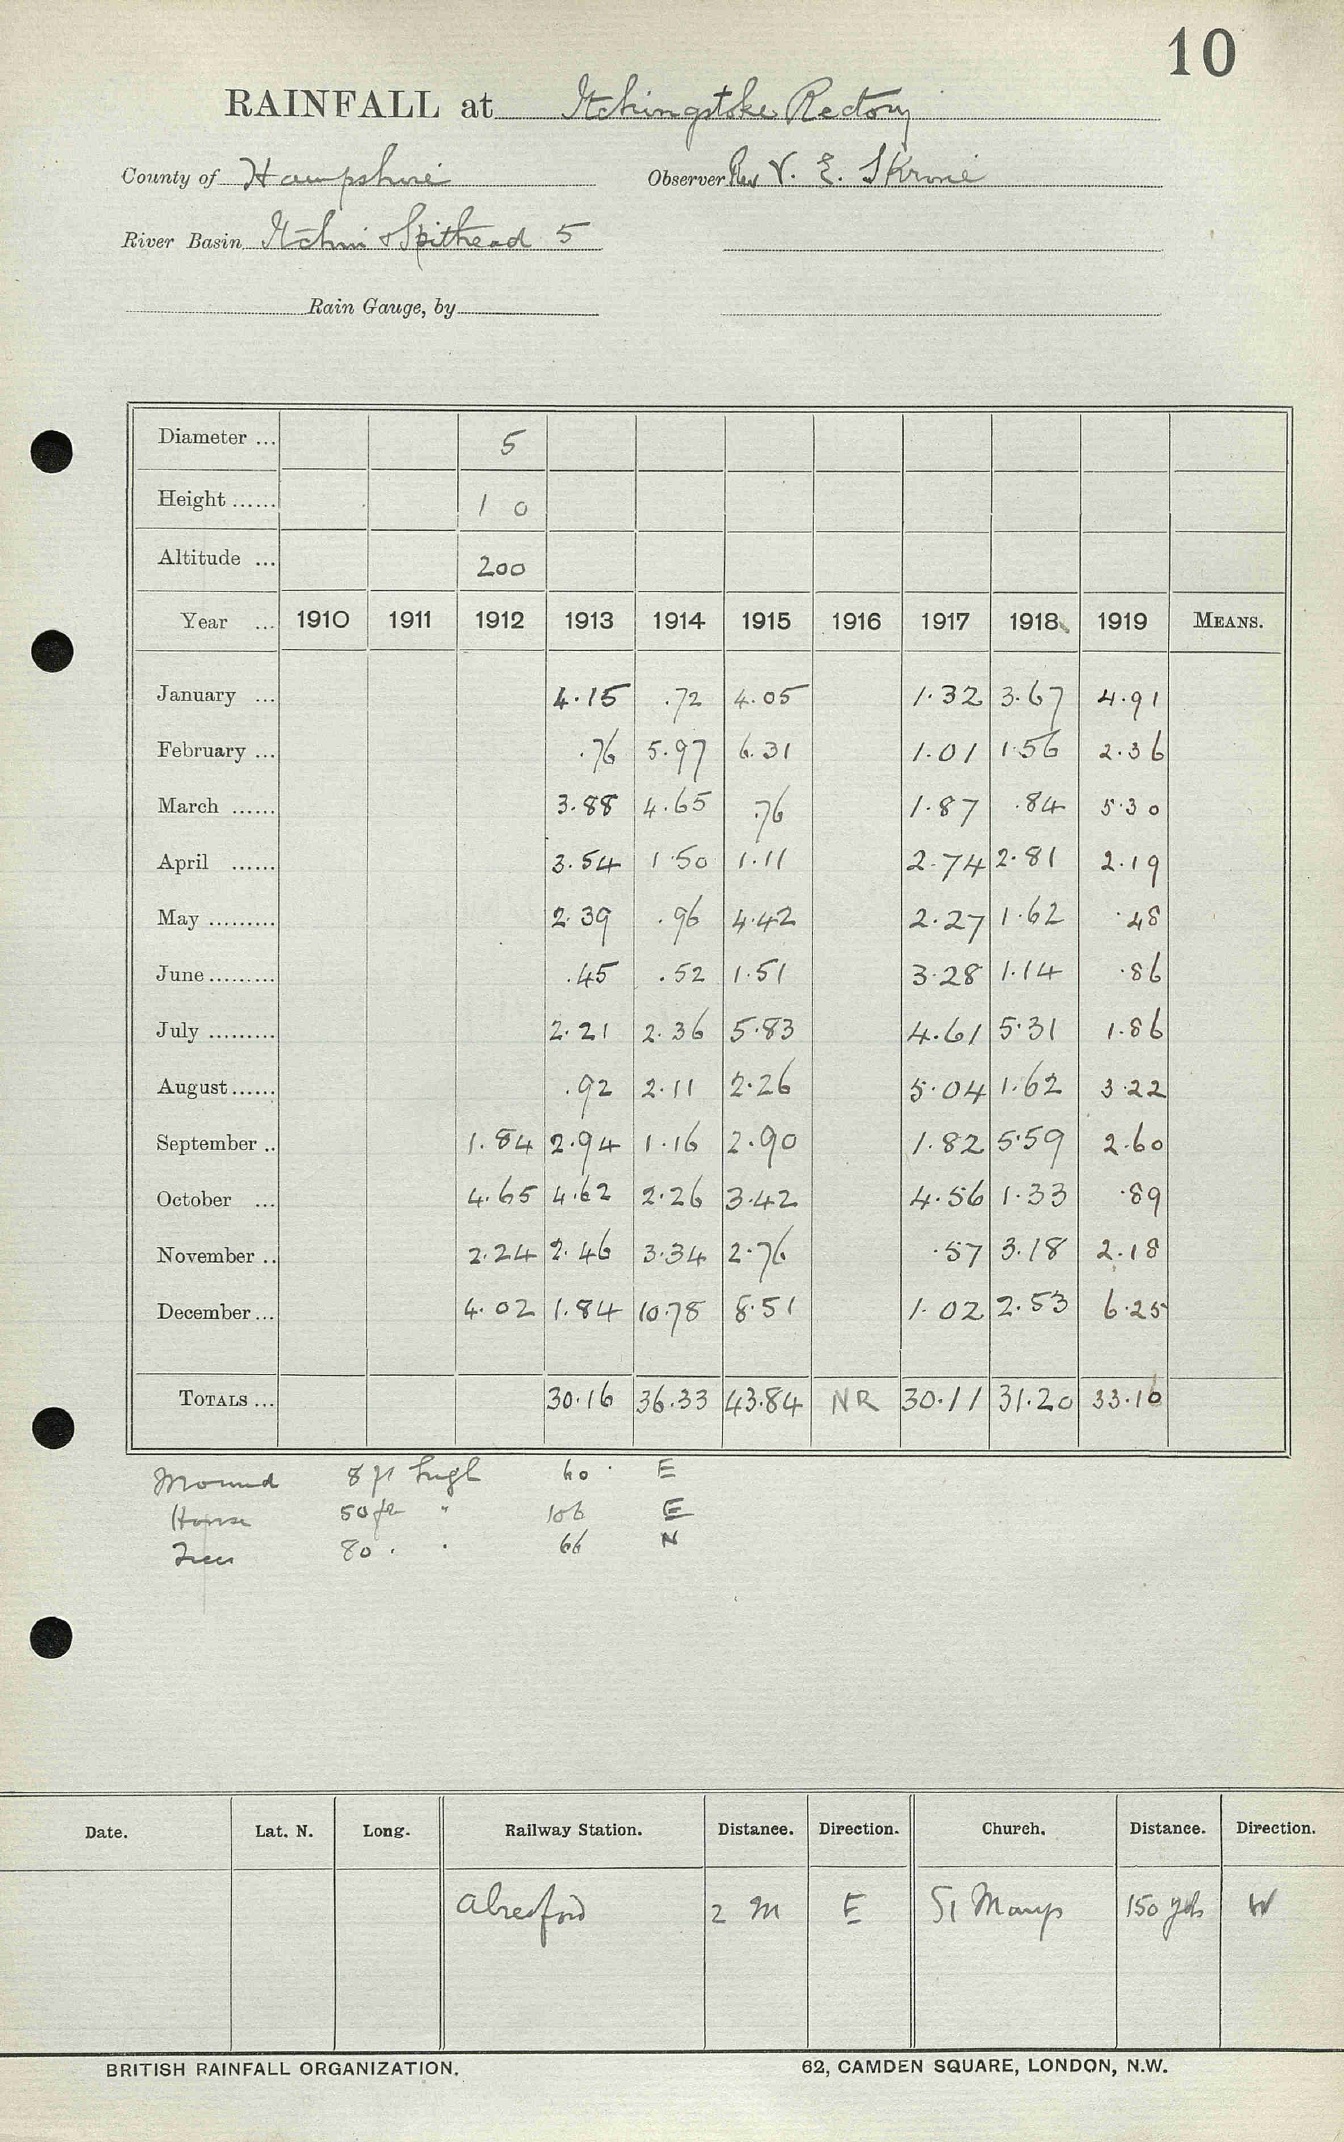 10
RAINFALL at Itchingstoke Rectory
County of Hampshire Observer Rev V. E. Skrine
River Basin Itchin & Spithead 5
Rain Gauge, by
Diameter ... 5
Height ...... 1 0
Altitude ... 200
Year ... 1910 1911 1912 1913 1914 1915 1916 1917 1918 1919 MEANS.
January ... 4.15 .72 4.05 1.32 3.67 4.91
February ... .76 5.97 6.31 1.01 1.56 2.36
March ...... 3.88 4.65 .76 1.87 .84 5.30
April ...... 3.54 1.50 1.11 2.74 2.81 2.19
May ......... 2.39 .96 4.42 2.27 1.62 .48
June ......... .45 .52 1.51 3.28 1.14 .86
July ......... 2.21 2.36 5.83 4.61 5.31 1.86
August ...... .92 2.11 2.26 5.04 1.62 3.22
September .. 1.84 2.94 1.16 2.90 1.82 5.59 2.60
October ... 4.65 4.62 2.26 3.42 4.56 1.33 .89
November .. 2.24 2.46 3.34 2.76 .57 3.18 2.18
December ... 4.02 1.84 10.78 8.51 1.02 2.53 6.25
TOTALS ... 30.16 36.33 43.84 NR 30.11 31.20 33.10
Mound 8 ft high 60 E
House 50 ft " 106 E
Trees 80 . . 66 N
Date. Lat. N. Long. Railway Station. Distance. Direction. Church. Distance. Direction.
Alresford 2 M E St Marys 150 yds W
BRITISH RAINFALL ORGANIZATION. 62, CAMDEN SQUARE, LONDON, N.W.